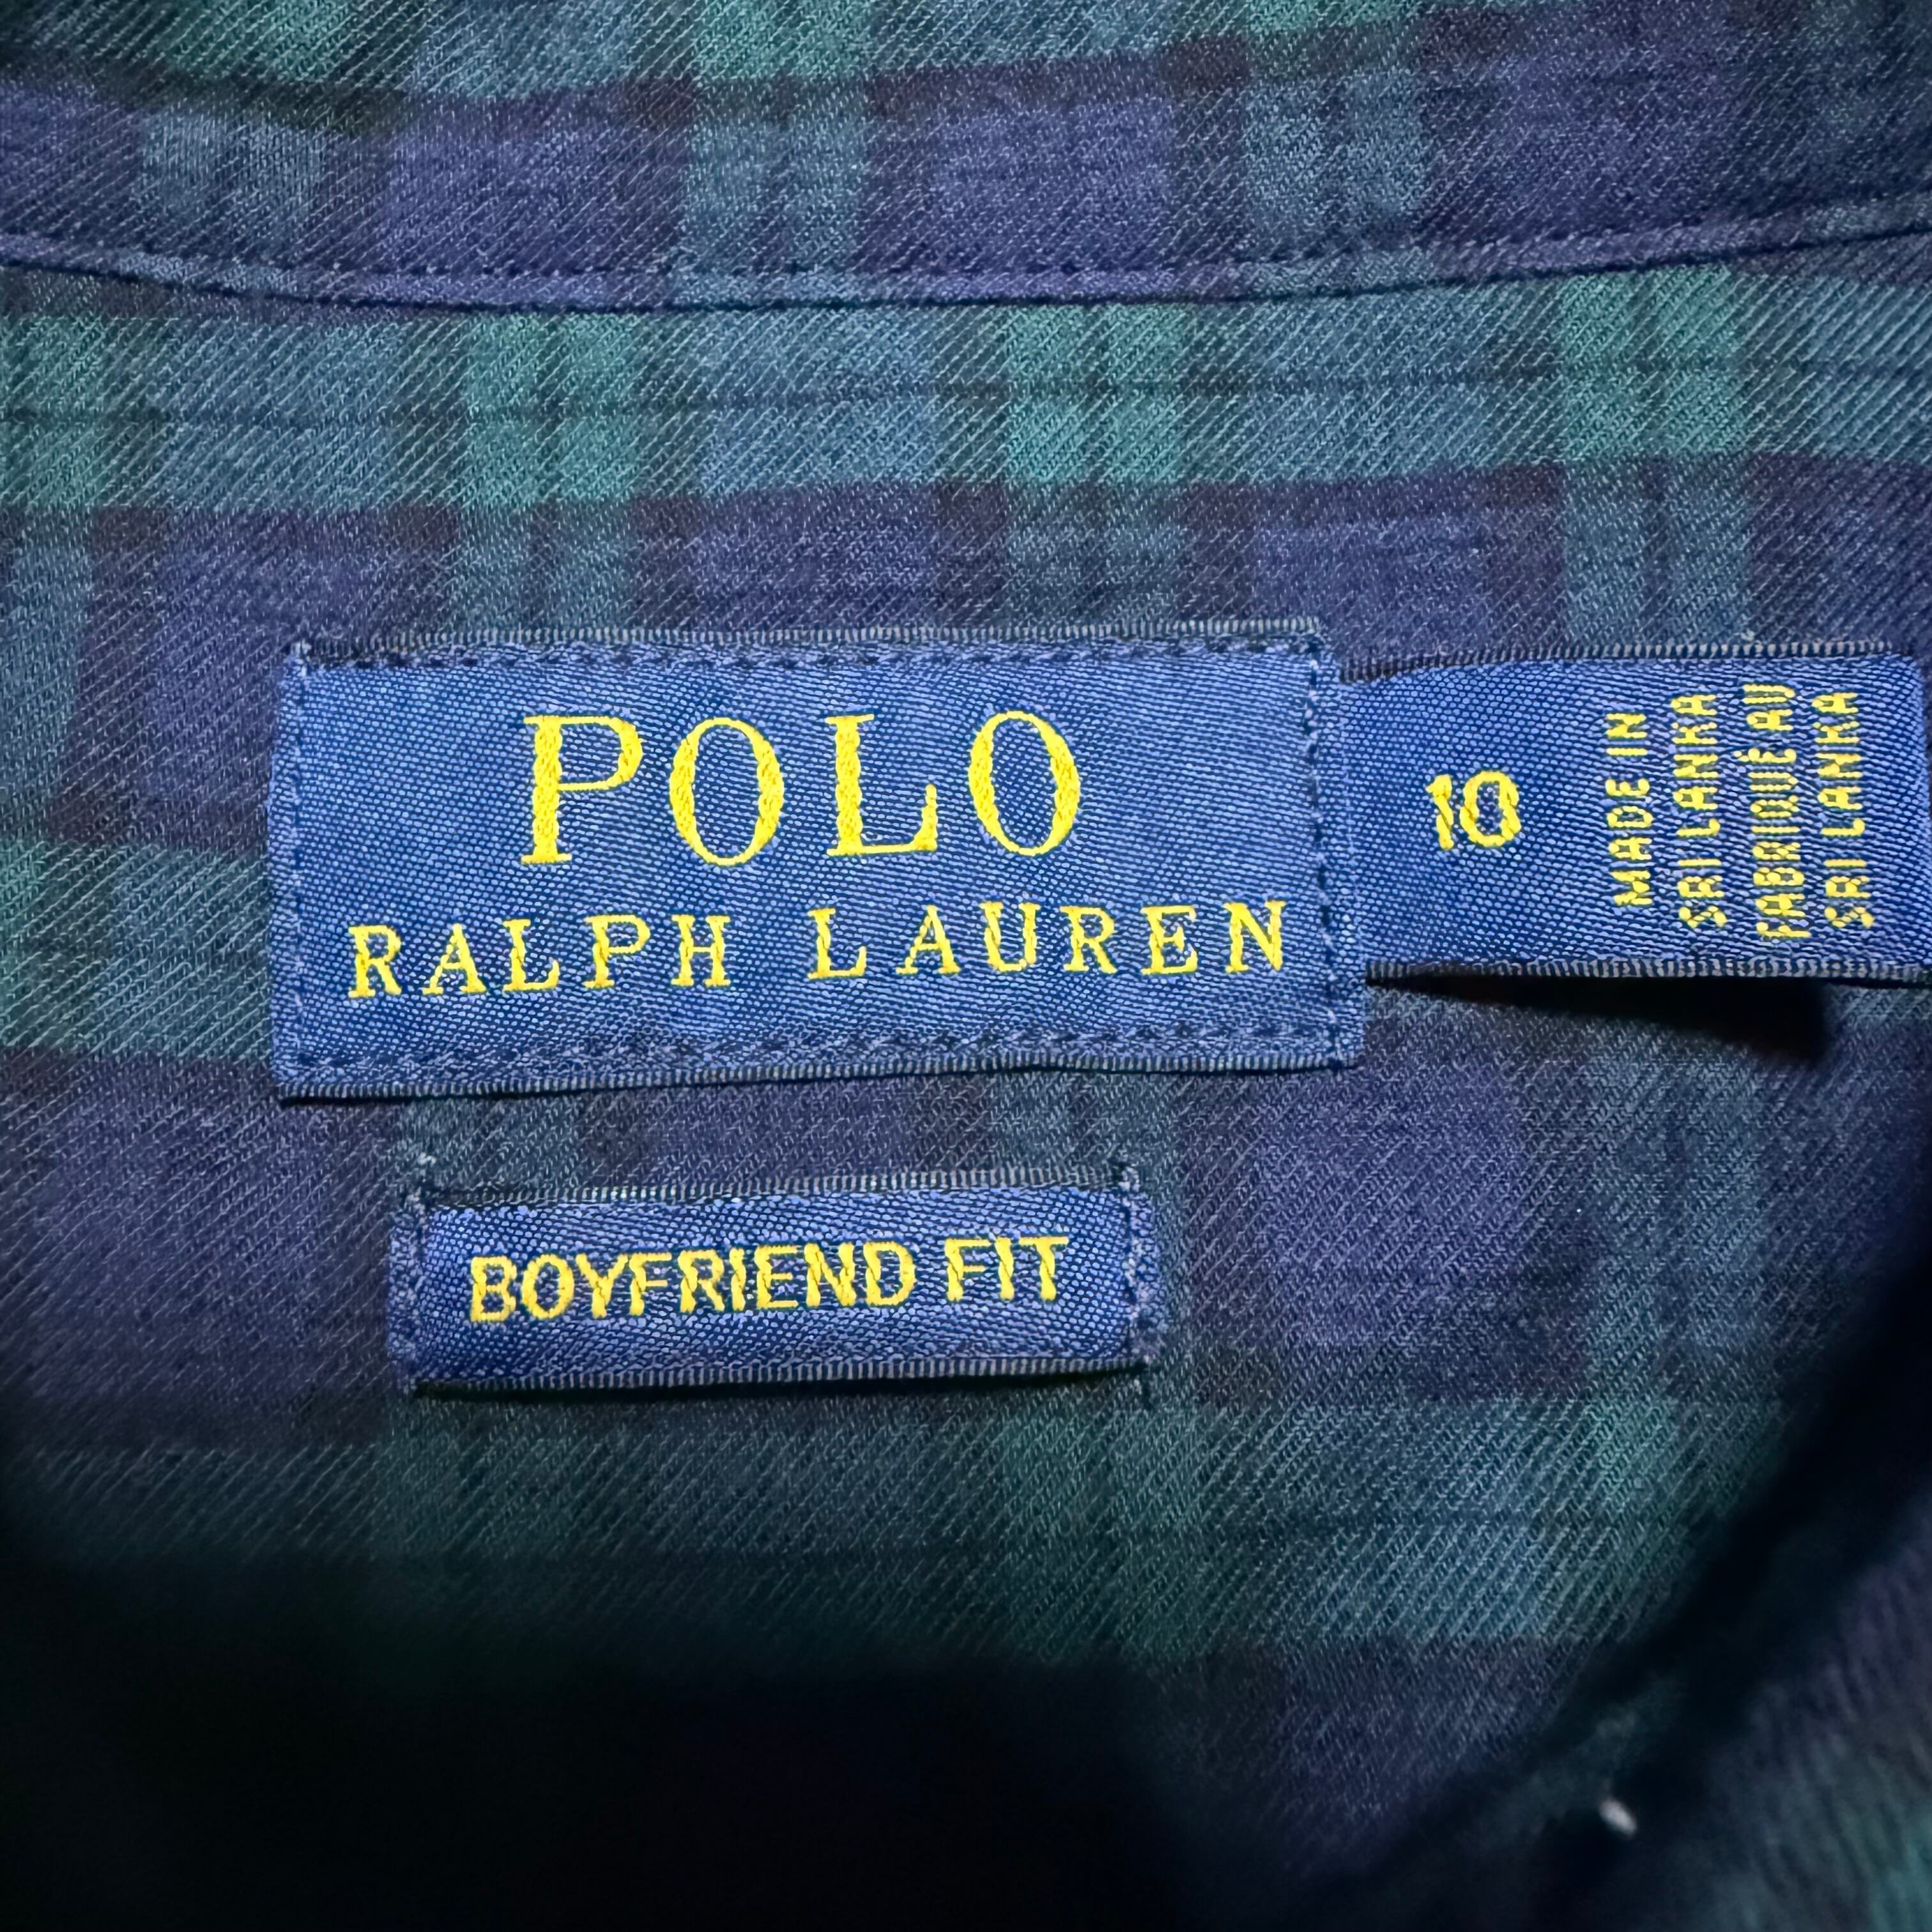 POLO
RALPH LAUREN
10
MADE IN
SRI LANKA
FABRIQUÉ AU
SRI LANKA
BOYFRIEND FIT